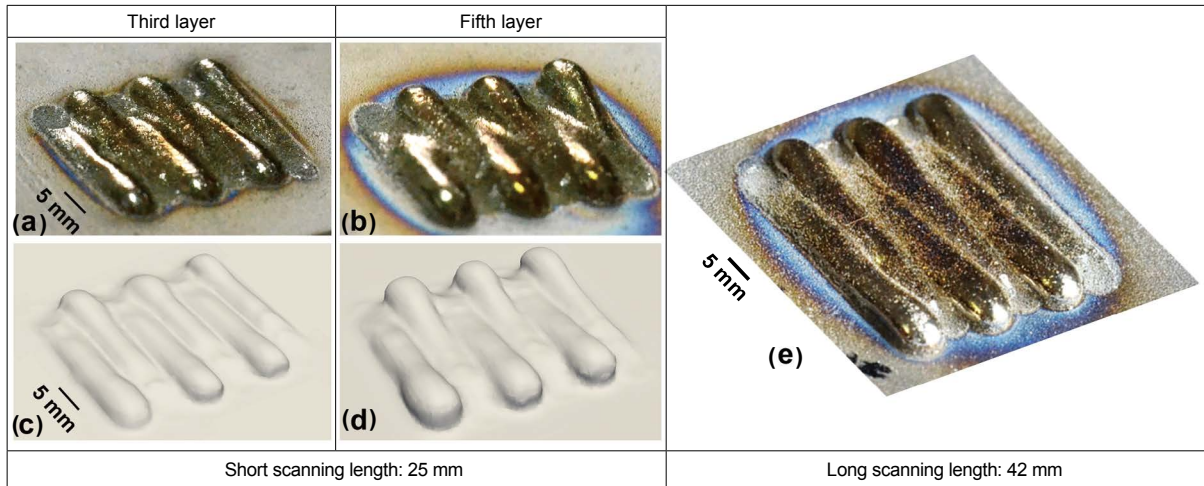 Third layer
Fifth layer
(a)
5 mm
(b)
(c)
5 mm
(d)
5 mm
(e)
Short scanning length: 25 mm
Long scanning length: 42 mm